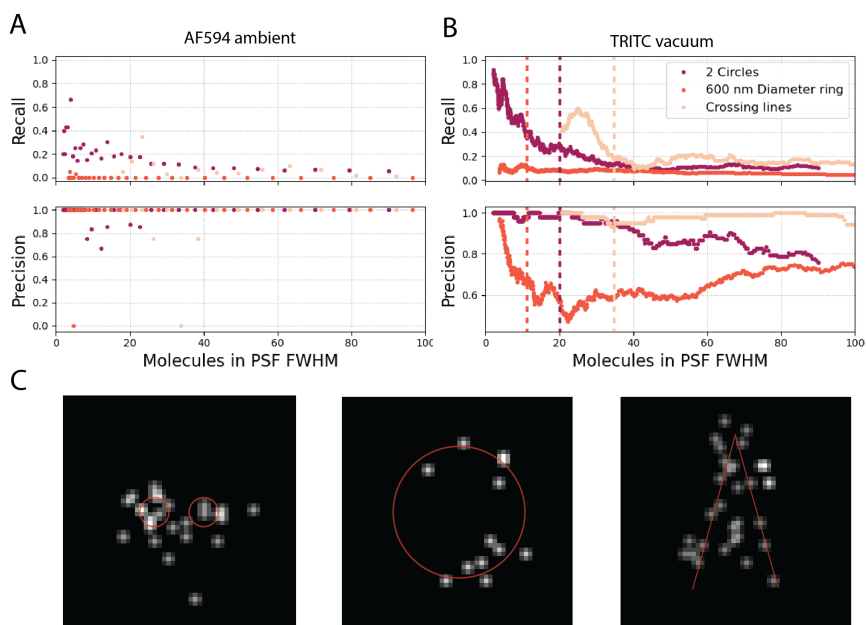 A
AF594 ambient
1.0
0.8
0.6
0.4
0.2
0.0
Recall
1.0
0.8
0.6
0.4
0.2
0.0
Precision
0
20
40
60
80
100
Molecules in PSF FWHM
B
TRITC vacuum
1.0
0.8
0.6
0.4
0.2
0.0
Recall
2 Circles
600 nm Diameter ring
Crossing lines
1.0
0.8
0.6
Precision
0
20
40
60
80
100
Molecules in PSF FWHM
C